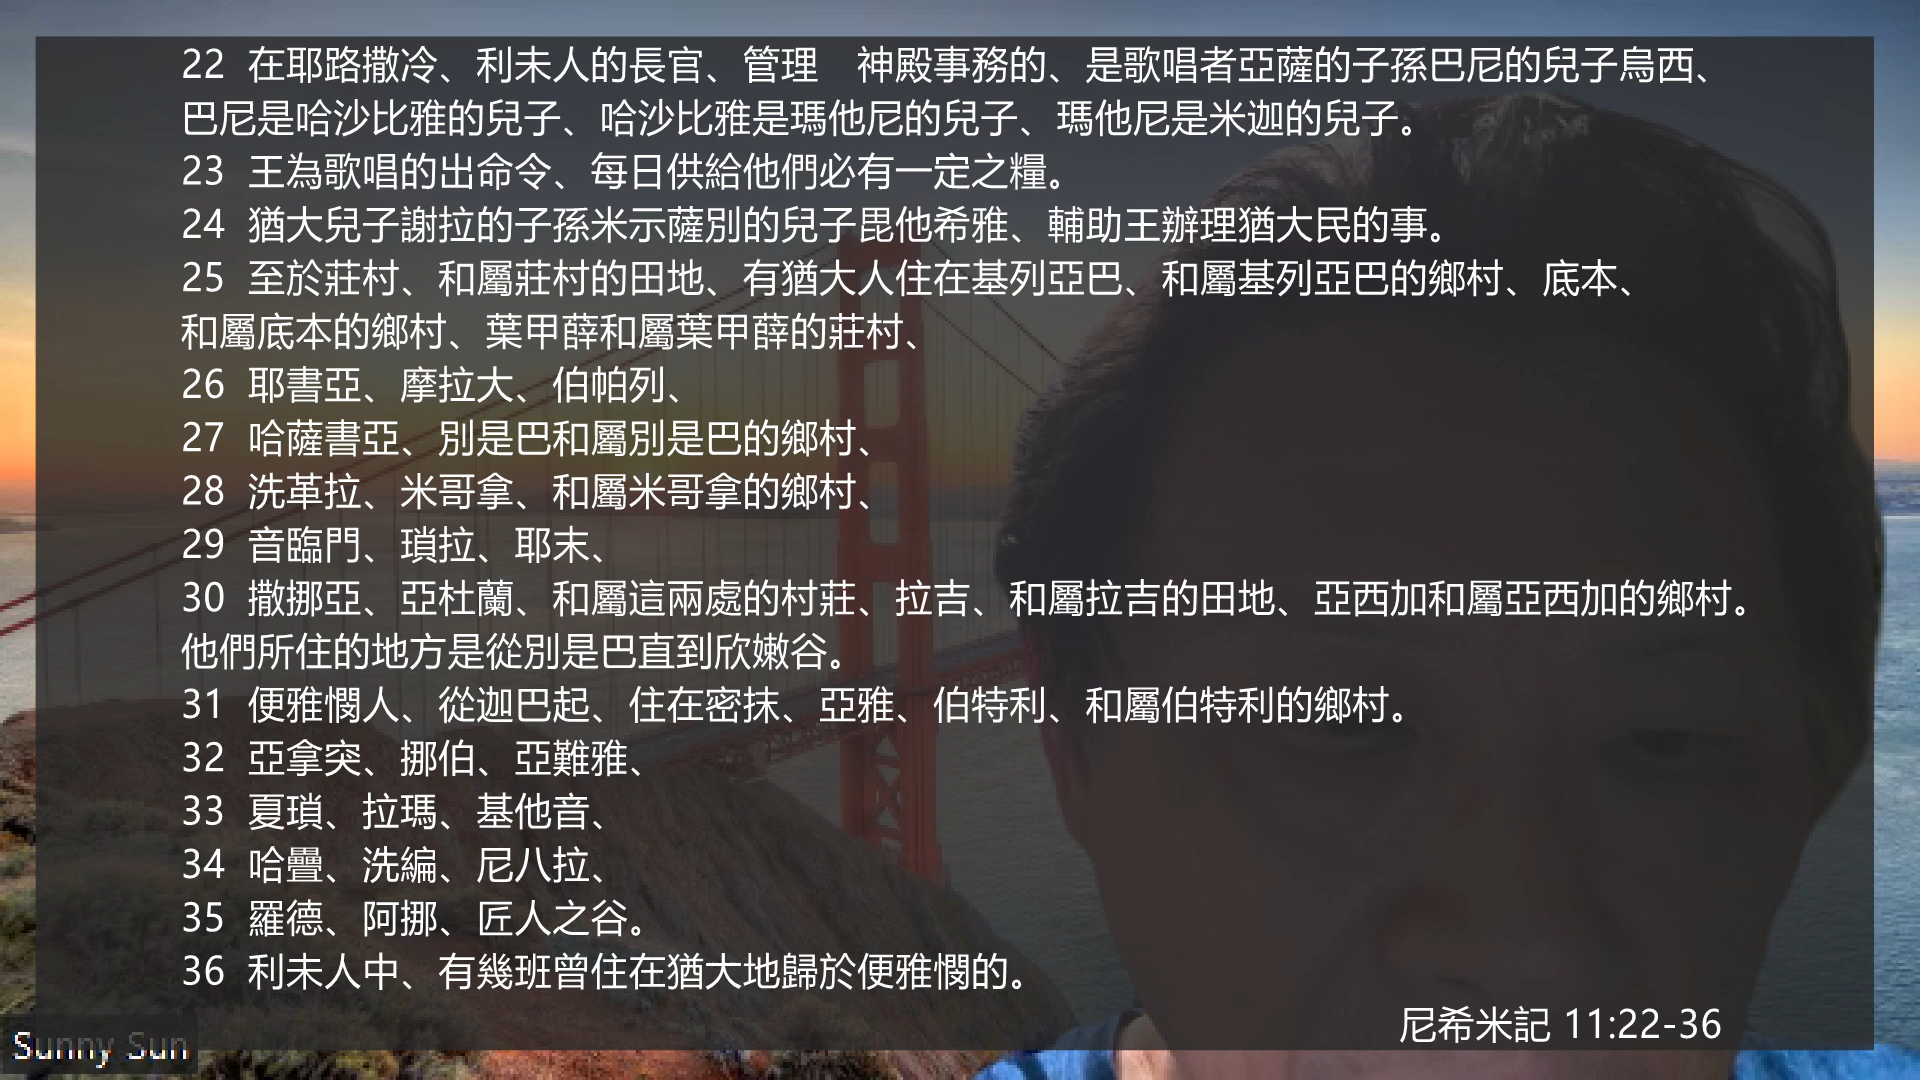 22 在耶路撒冷、利未人的長官、管理　神殿事務的、是歌唱者亞薩的子孫巴尼的兒子烏西、
巴尼是哈沙比雅的兒子、哈沙比雅是瑪他尼的兒子、瑪他尼是米迦的兒子。
23 王為歌唱的出命令、每日供給他們必有一定之糧。
24 猶大兒子謝拉的子孫米示薩別的兒子毘他希雅、輔助王辦理猶大民的事。
25 至於莊村、和屬莊村的田地、有猶大人住在基列亞巴、和屬基列亞巴的鄉村、底本、
和屬底本的鄉村、葉甲薛和屬葉甲薛的莊村、
26 耶書亞、摩拉大、伯帕列、
27 哈薩書亞、別是巴和屬別是巴的鄉村、
28 洗革拉、米哥拿、和屬米哥拿的鄉村、
29 音臨門、瑣拉、耶末、
30 撒挪亞、亞杜蘭、和屬這兩處的村莊、拉吉、和屬拉吉的田地、亞西加和屬亞西加的鄉村。
他們所住的地方是從別是巴直到欣嫩谷。
31 便雅憫人、從迦巴起、住在密抹、亞雅、伯特利、和屬伯特利的鄉村。
32 亞拿突、挪伯、亞難雅、
33 夏瑣、拉瑪、基他音、
34 哈疊、洗編、尼八拉、
35 羅德、阿挪、匠人之谷。
36 利未人中、有幾班曾住在猶大地歸於便雅憫的。
尼希米記 11:22-36
Sunny Sun